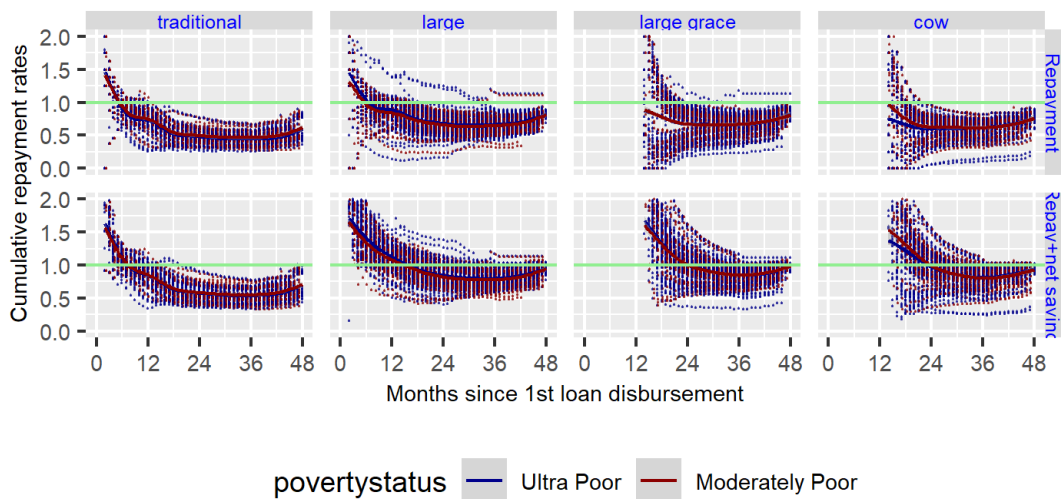 traditional large large grace cow
Cumulative repayment rates
2.0
1.5
1.0
0.5
0.0
Repayment
2.0
1.5
1.0
0.5
0.0
Repay+net saving
0 12 24 36 48 0 12 24 36 48 0 12 24 36 48 0 12 24 36 48
Months since 1st loan disbursement
povertystatus Ultra Poor Moderately Poor